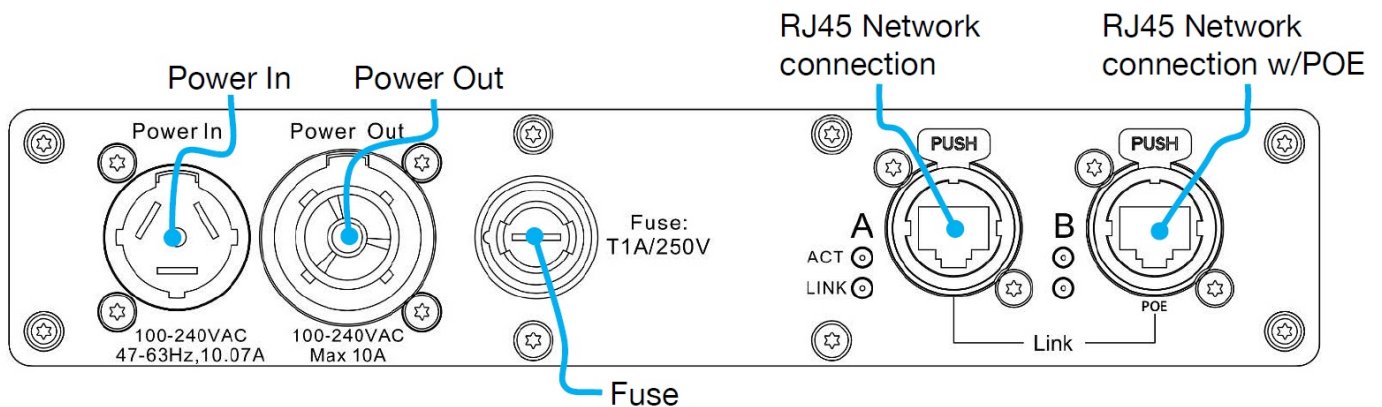 Power In
Power Out
RJ45 Network
connection
RJ45 Network
connection w/POE
Power In
Power Out
PUSH
PUSH
Fuse:
T1A/250V
A
ACT
LINK
B
100-240VAC
47-63Hz,10.07A
100-240VAC
Max 10A
POE
Link
Fuse